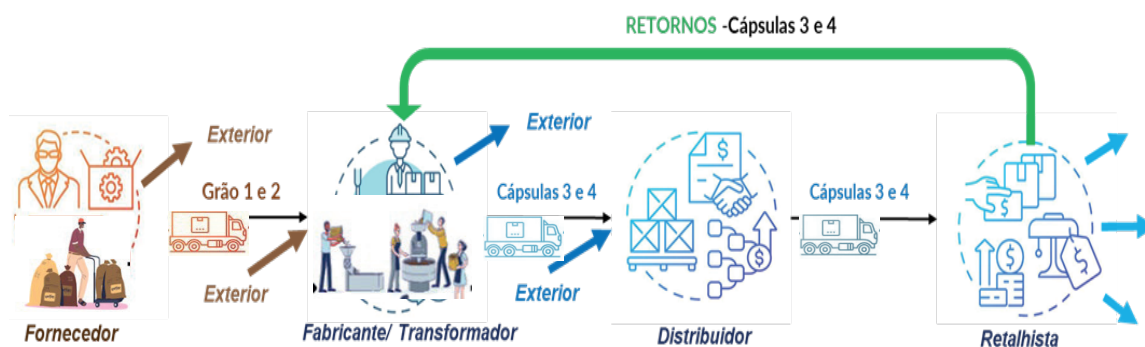 RETORNOS -Cápsulas 3 e 4
Exterior
Exterior
Grão 1 e 2
Cápsulas 3 e 4
Cápsulas 3 e 4
Exterior
Exterior
Fornecedor
Fabricante/ Transformador
Distribuidor
Retalhista